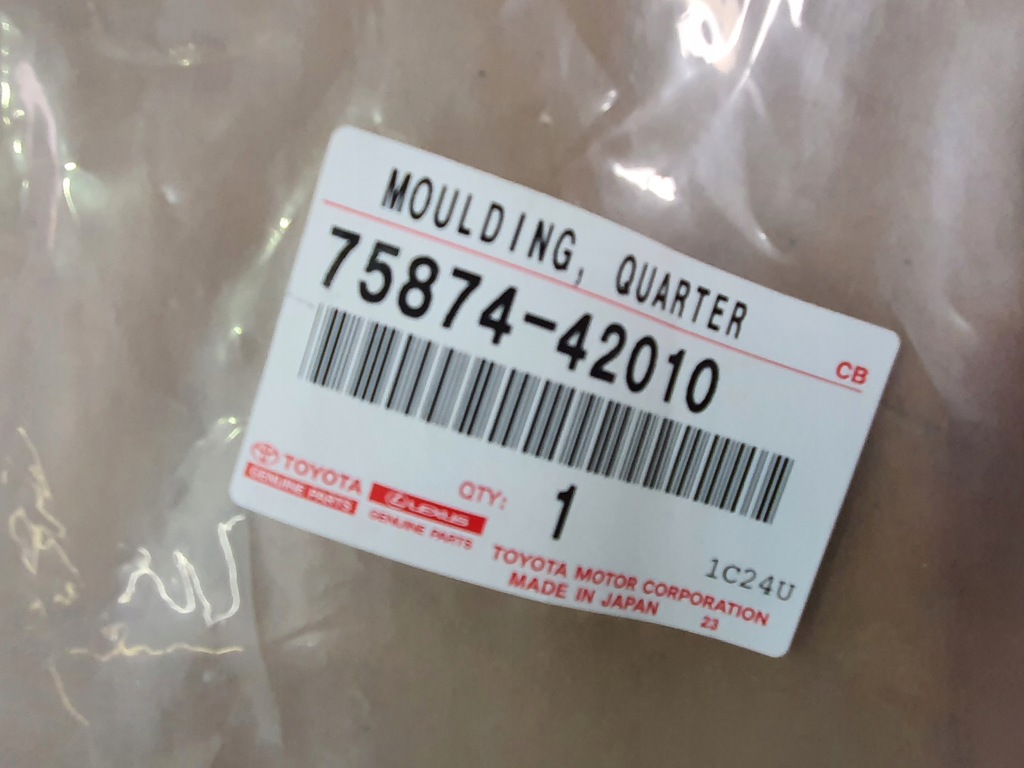 MOULDING, QUARTER
75874-42010
CB
TOYOTA
GENUINE PARTS
LEXUS
GENUINE PARTS
QTY: 1
TOYOTA MOTOR CORPORATION
MADE IN JAPAN
23
1C24U